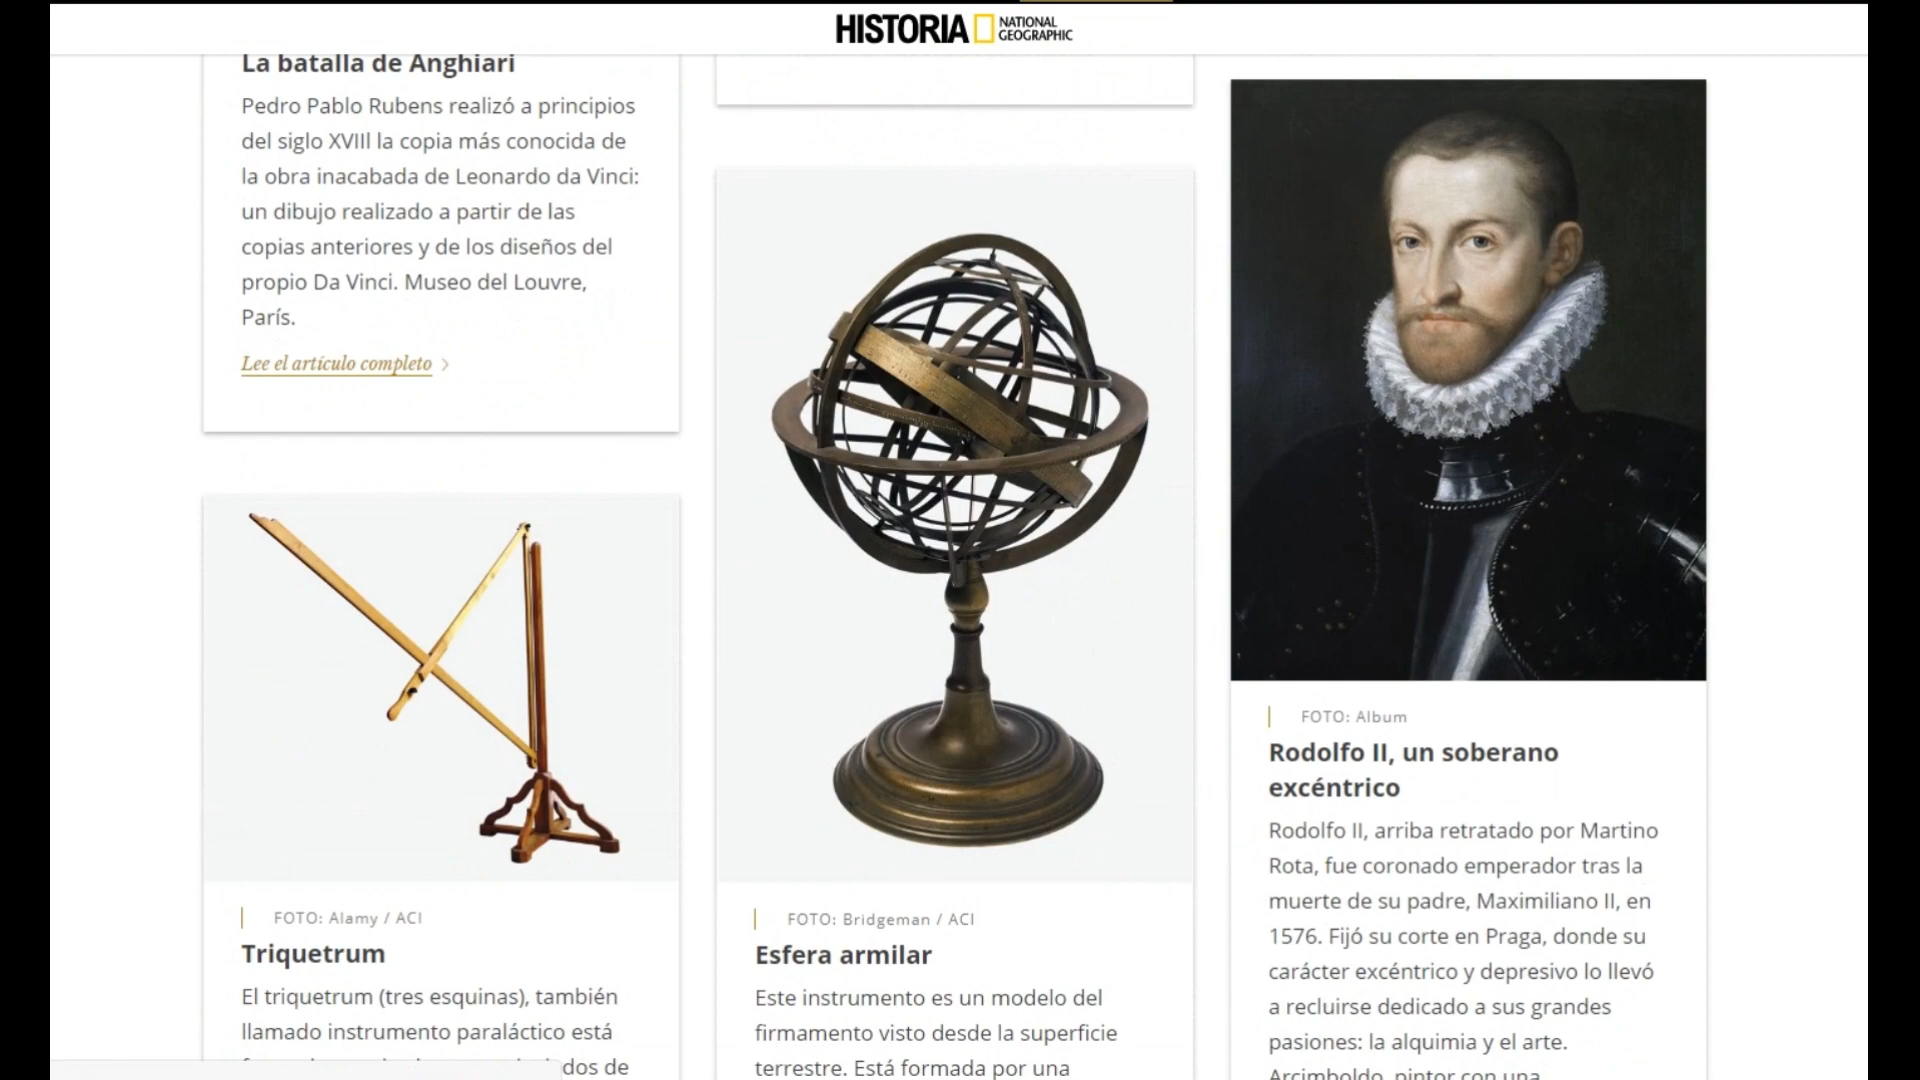 HISTORIA NATIONAL
GEOGRAPHIC
La batalla de Anghiari
Pedro Pablo Rubens realizó a principios
del siglo XVIIl la copia más conocida de
la obra inacabada de Leonardo da Vinci:
un dibujo realizado a partir de las
copias anteriores y de los diseños del
propio Da Vinci. Museo del Louvre,
París.
Lee el artículo completo
FOTO: Alamy / ACI
Triquetrum
El triquetrum (tres esquinas), también
llamado instrumento paraláctico está
dos de
FOTO: Bridgeman / ACI
Esfera armilar
Este instrumento es un modelo del
firmamento visto desde la superficie
terrestre. Está formada por una
FOTO: Album
Rodolfo II, un soberano
excéntrico
Rodolfo II, arriba retratado por Martino
Rota, fue coronado emperador tras la
muerte de su padre, Maximiliano II, en
1576. Fijó su corte en Praga, donde su
carácter excéntrico y depresivo lo llevó
a recluirse dedicado a sus grandes
pasiones: la alquimia y el arte.
Arcimboldo, pintor con una